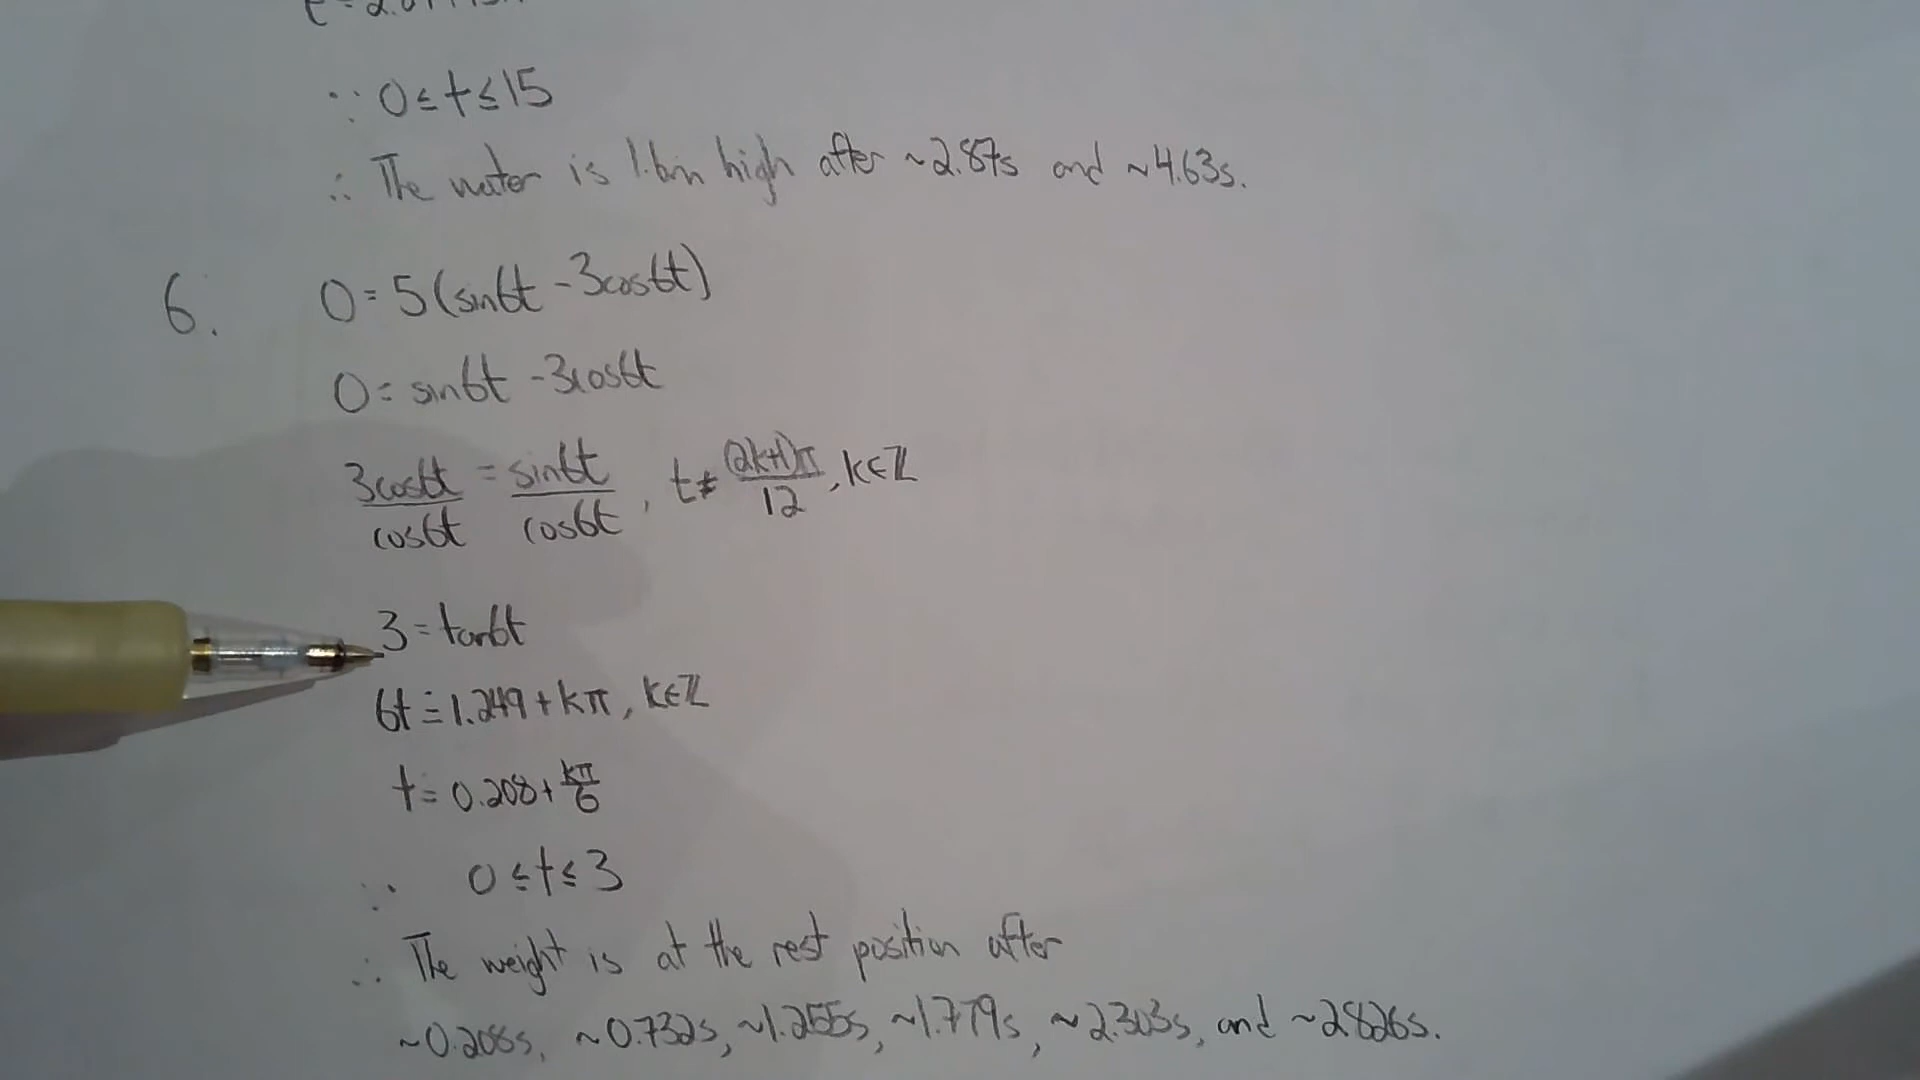 ∵ 0≤t≤15
∴ The water is 1.6m high after ~2.87s and ~4.63s.
6. 0=5(sin6t-3cos6t)
0=sin6t-3cos6t
3cos6t/cos6t = sin6t/cos6t, t≠(2k+1)π/12, k∈ℤ
3=tan6t
6t≐1.249+kπ, k∈ℤ
t≐0.208+kπ/6
∵ 0≤t≤3
∴ The weight is at the rest position after
~0.208s, ~0.732s, ~1.255s, ~1.779s, ~2.303s, and ~2.826s.